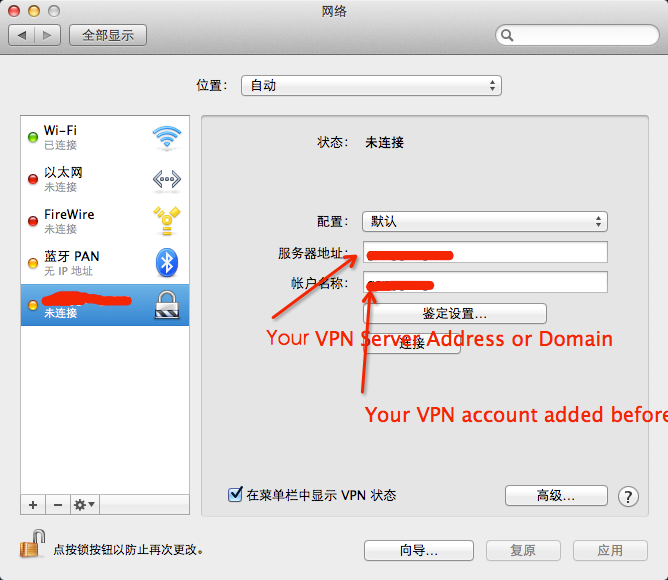 网络
全部显示
位置：
自动
Wi-Fi
已连接
以太网
未连接
FireWire
未连接
蓝牙 PAN
无 IP 地址
未连接
状态：
未连接
配置：
默认
服务器地址：
帐户名称：
鉴定设置…
Your VPN Server Address or Domain
连接
Your VPN account added before
在菜单栏中显示 VPN 状态
高级…
?
点按锁按钮以防止再次更改。
向导…
复原
应用